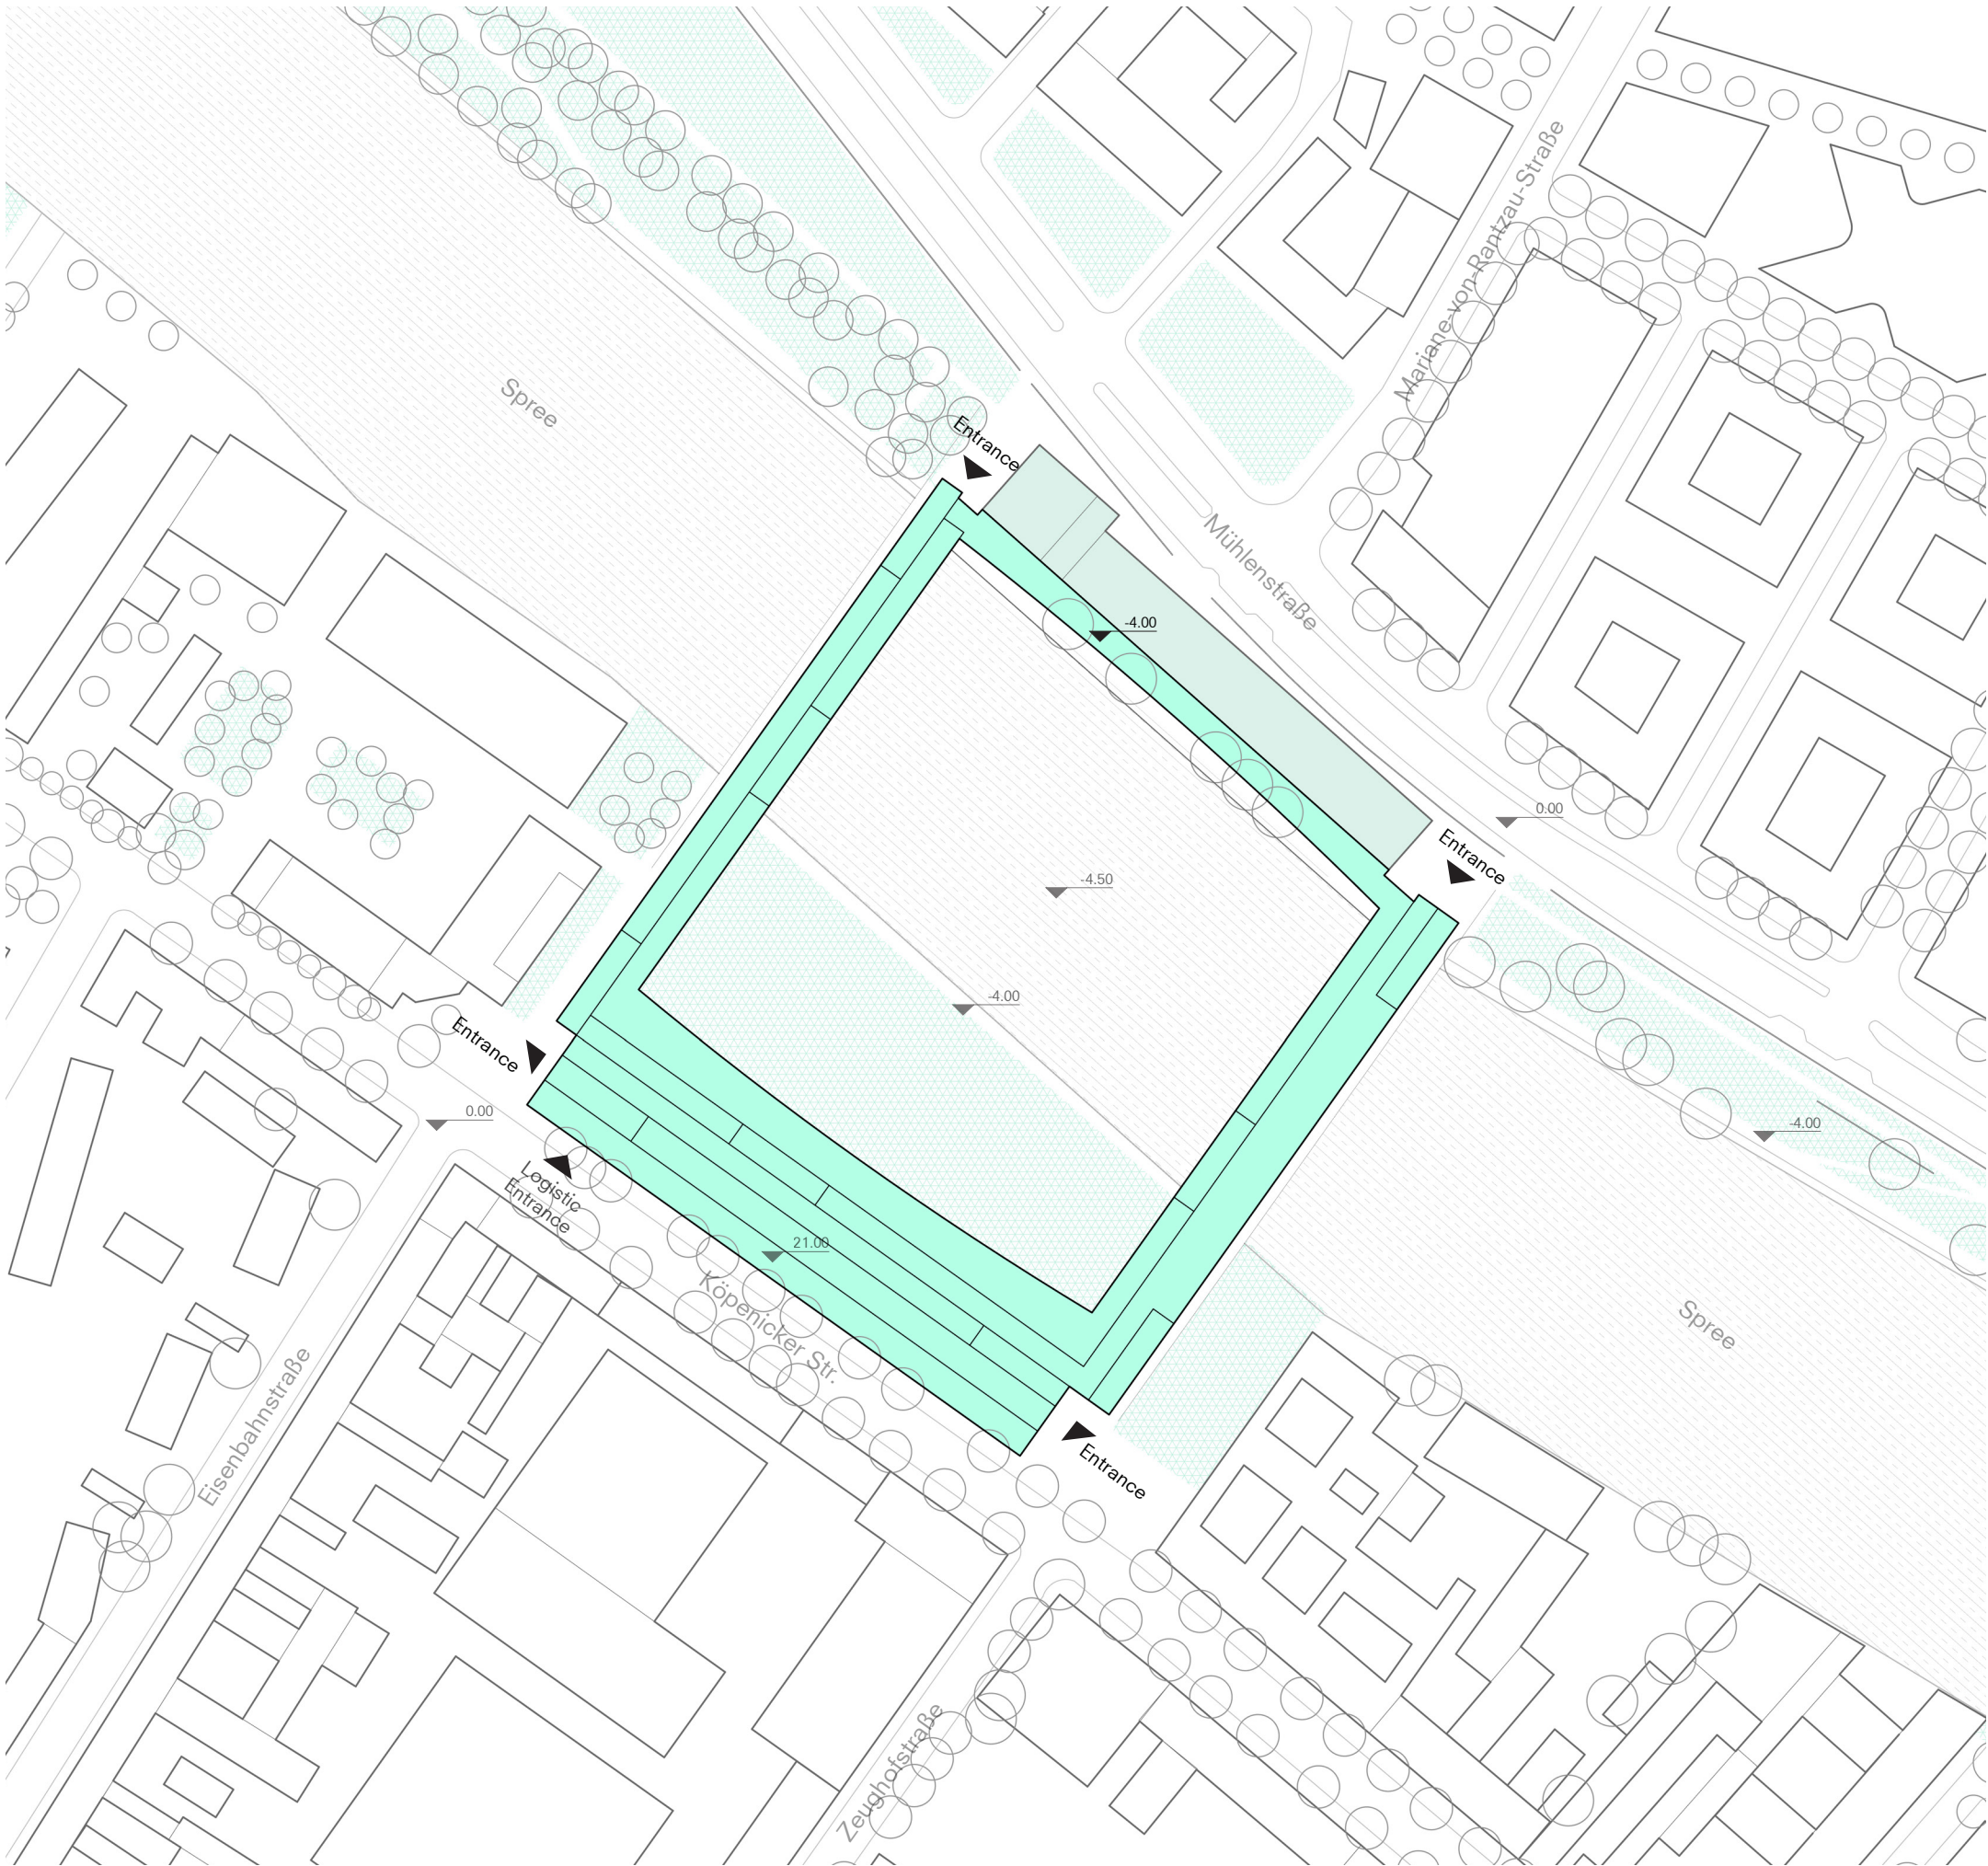 Mariane-von-Rantzau-Straße
Spree
Entrance
Mühlenstraße
-4.00
0.00
Entrance
-4.50
-4.00
Entrance
0.00
-4.00
Logistic
Entrance
21.00
Köpenicker Str.
Spree
Eisenbahnstraße
Entrance
Zeughofstraße